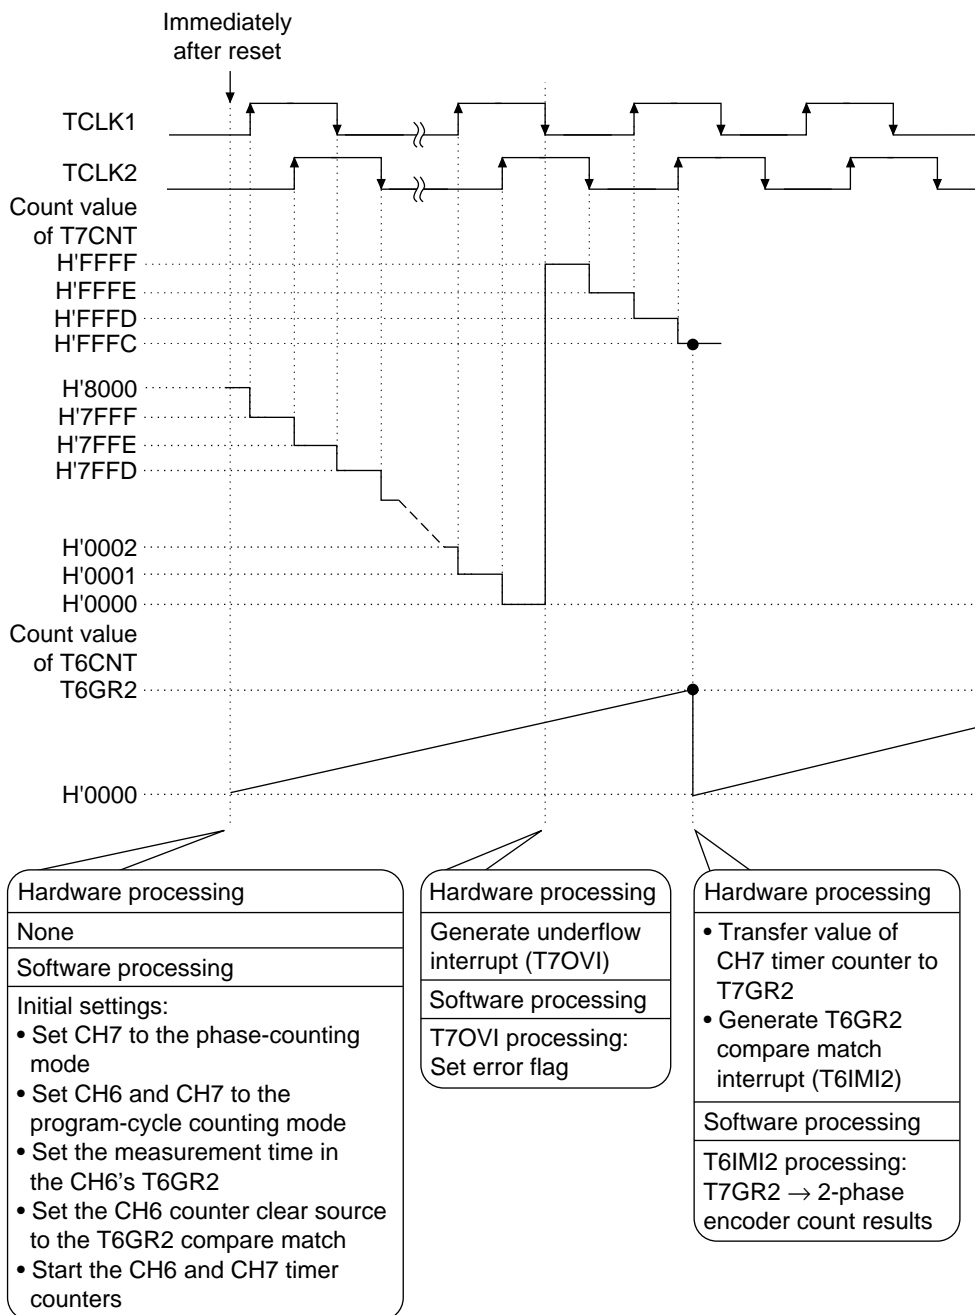 Immediately
after reset
TCLK1
TCLK2
Count value
of T7CNT
H'FFFF
H'FFFE
H'FFFD
H'FFFC
H'8000
H'7FFF
H'7FFE
H'7FFD
H'0002
H'0001
H'0000
Count value
of T6CNT
T6GR2
H'0000
Hardware processing
None
Software processing
Initial settings:
• Set CH7 to the phase-counting
mode
• Set CH6 and CH7 to the
program-cycle counting mode
• Set the measurement time in
the CH6's T6GR2
• Set the CH6 counter clear source
to the T6GR2 compare match
• Start the CH6 and CH7 timer
counters
Hardware processing
Generate underflow
interrupt (T7OVI)
Software processing
T7OVI processing:
Set error flag
Hardware processing
• Transfer value of
CH7 timer counter to
T7GR2
• Generate T6GR2
compare match
interrupt (T6IMI2)
Software processing
T6IMI2 processing:
T7GR2 → 2-phase
encoder count results